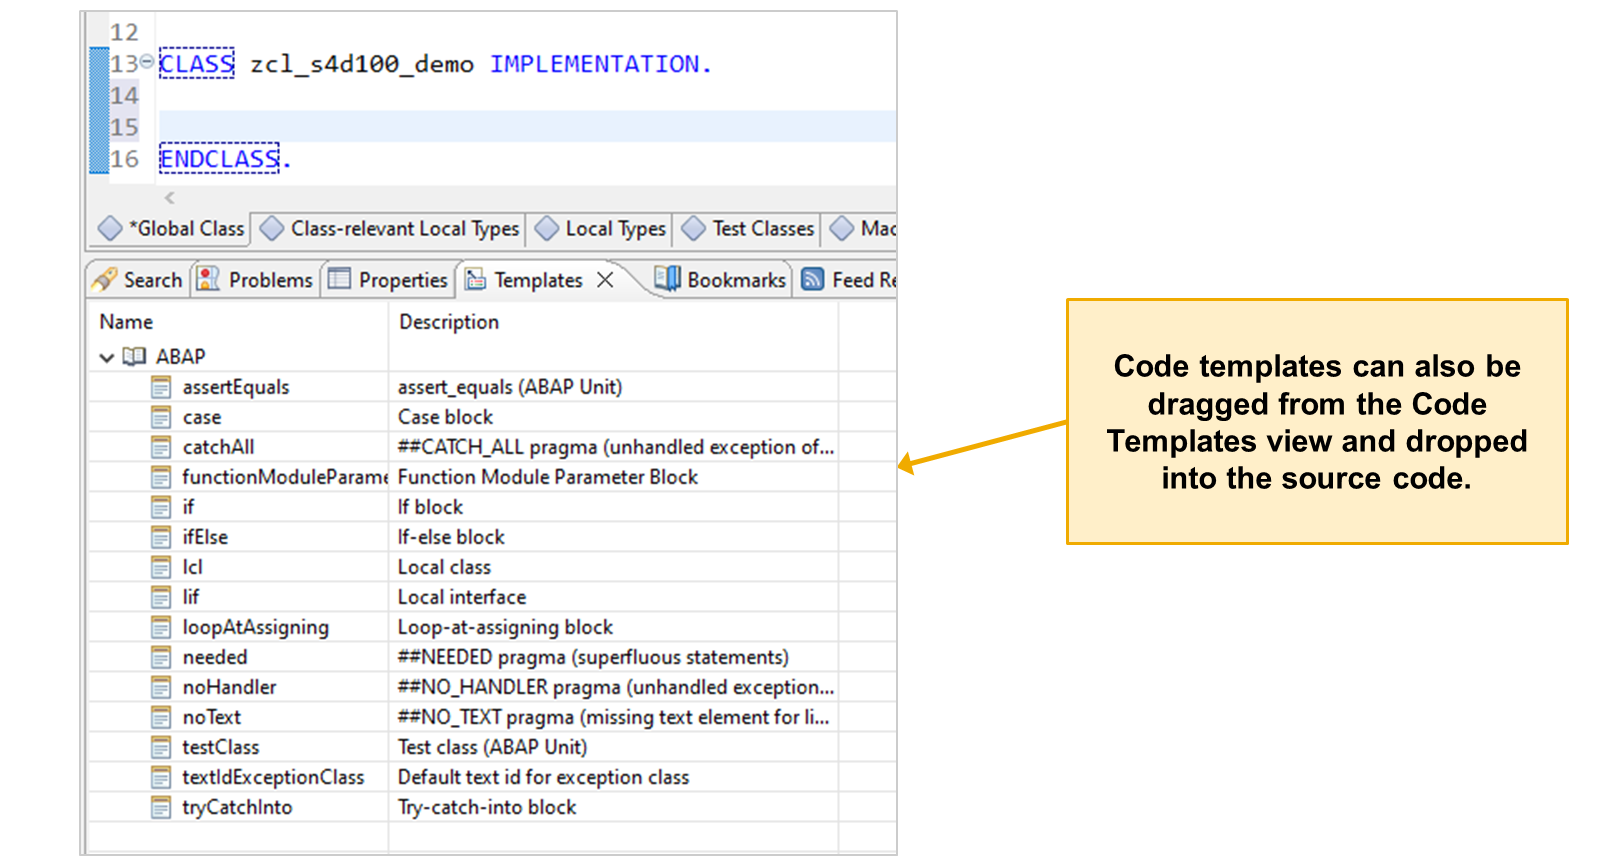 12
13 CLASS zcl_s4d100_demo IMPLEMENTATION.
14
15
16 ENDCLASS.
*Global Class Class-relevant Local Types Local Types Test Classes Mac
Search Problems Properties Templates Bookmarks Feed Re
Name Description
ABAP
assertEquals assert_equals (ABAP Unit)
case Case block
catchAll ##CATCH_ALL pragma (unhandled exception of...
functionModuleParame Function Module Parameter Block
if If block
ifElse If-else block
lcl Local class
lif Local interface
loopAtAssigning Loop-at-assigning block
needed ##NEEDED pragma (superfluous statements)
noHandler ##NO_HANDLER pragma (unhandled exception...
noText ##NO_TEXT pragma (missing text element for li...
testClass Test class (ABAP Unit)
textIdExceptionClass Default text id for exception class
tryCatchInto Try-catch-into block
Code templates can also be
dragged from the Code
Templates view and dropped
into the source code.